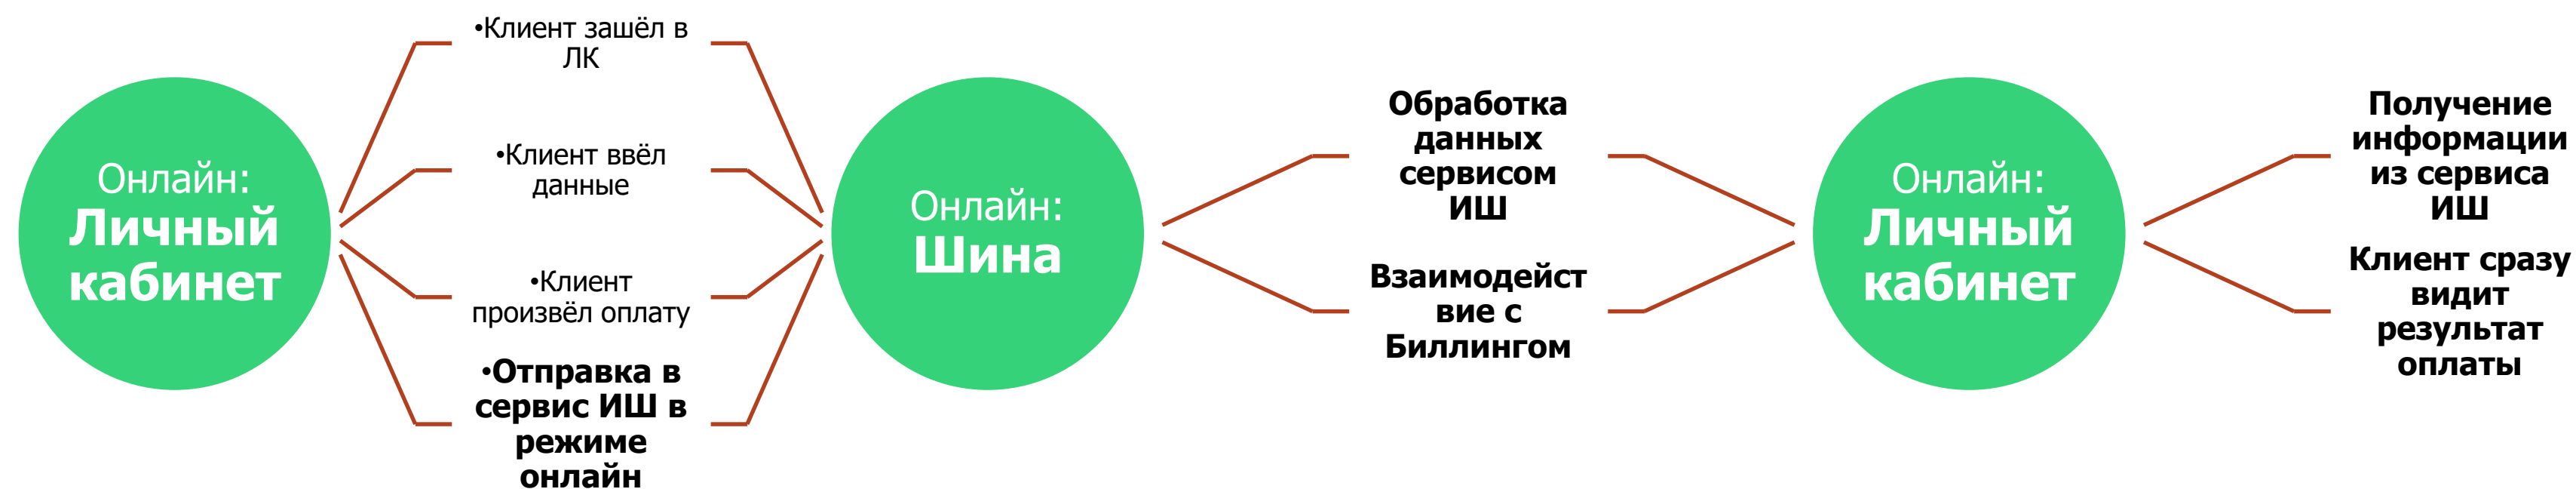 Онлайн:
Личный
кабинет
•Клиент зашёл в
ЛК
•Клиент ввёл
данные
•Клиент
произвёл оплату
•Отправка в
сервис ИШ в
режиме
онлайн
Онлайн:
Шина
Обработка
данных
сервисом
ИШ
Взаимодейст
вие с
Биллингом
Онлайн:
Личный
кабинет
Получение
информации
из сервиса
ИШ
Клиент сразу
видит
результат
оплаты